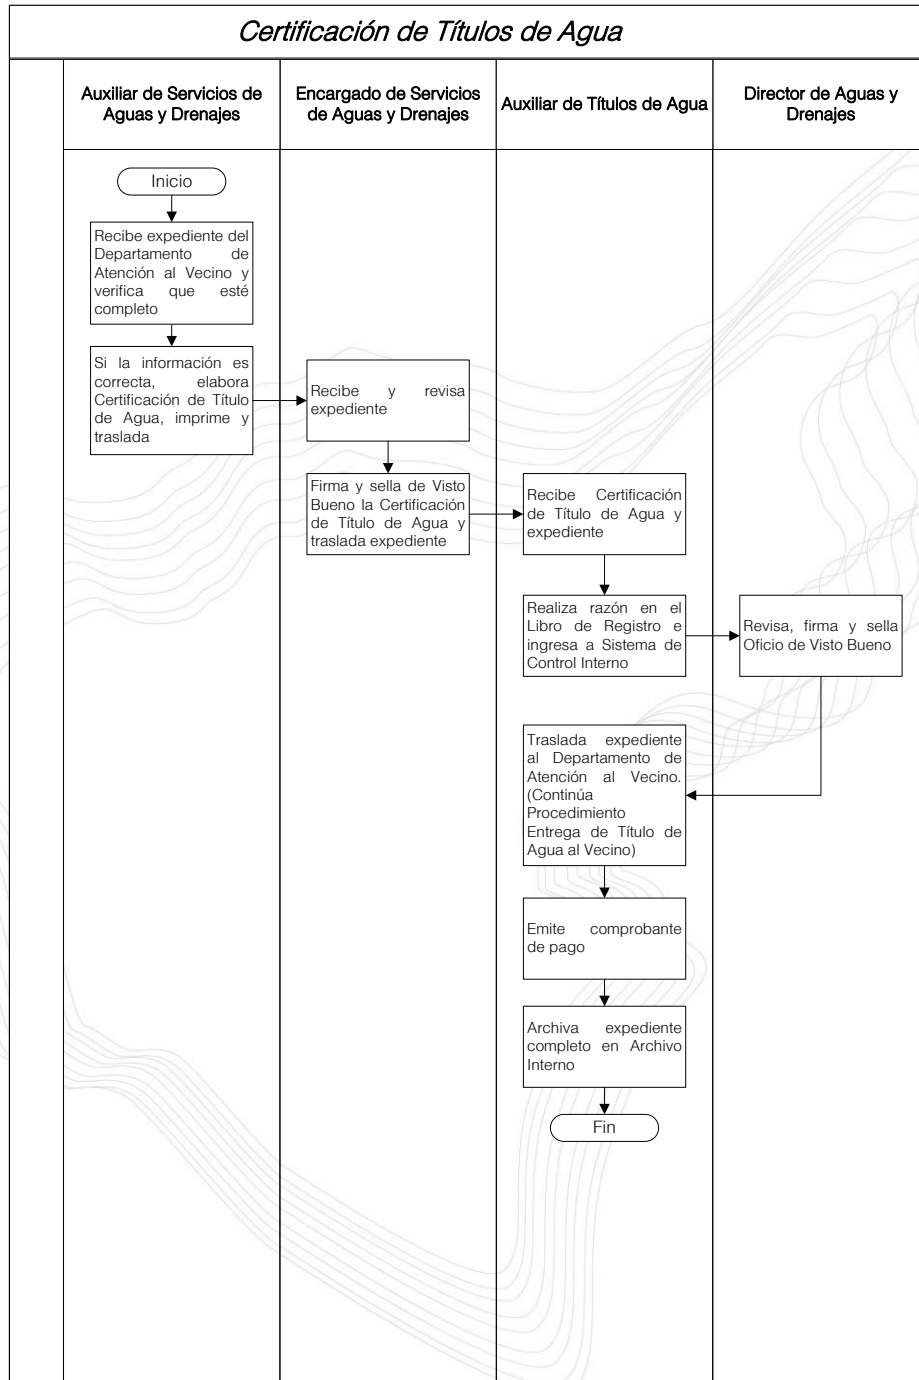 Certificación de Títulos de Agua
Auxiliar de Servicios de
Aguas y Drenajes
Encargado de Servicios
de Aguas y Drenajes
Auxiliar de Títulos de Agua
Director de Aguas y
Drenajes
Inicio
Recibe expediente del
Departamento de
Atención al Vecino y
verifica que esté
completo
Si la información es
correcta, elabora
Certificación de Título
de Agua, imprime y
traslada
Recibe y revisa
expediente
Firma y sella de Visto
Bueno la Certificación
de Título de Agua y
traslada expediente
Recibe Certificación
de Título de Agua y
expediente
Realiza razón en el
Libro de Registro e
ingresa a Sistema de
Control Interno
Revisa, firma y sella
Oficio de Visto Bueno
Traslada expediente
al Departamento de
Atención al Vecino.
(Continúa
Procedimiento
Entrega de Título de
Agua al Vecino)
Emite comprobante
de pago
Archiva expediente
completo en Archivo
Interno
Fin